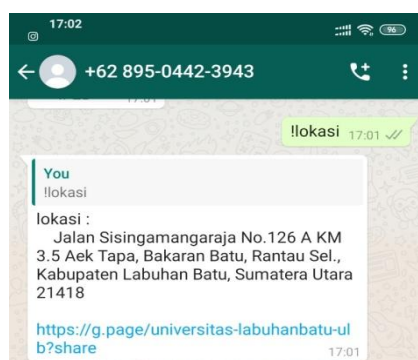 17:02
96
+62 895-0442-3943
17:01
!lokasi 17:01
You
!lokasi
lokasi :
Jalan Sisingamangaraja No.126 A KM
3.5 Aek Tapa, Bakaran Batu, Rantau Sel.,
Kabupaten Labuhan Batu, Sumatera Utara
21418
https://g.page/universitas-labuhanbatu-ul
b?share
17:01